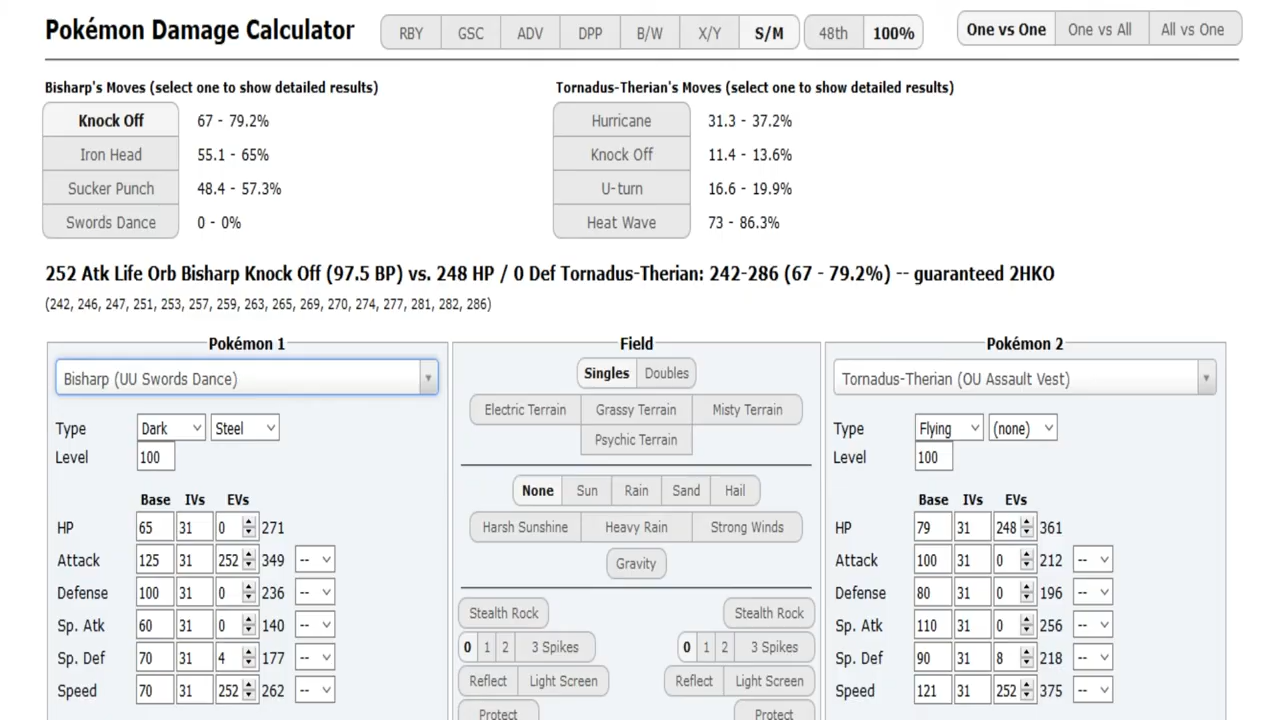 Pokémon Damage Calculator RBY GSC ADV DPP B/W X/Y S/M 48th 100% One vs One One vs All All vs One
Bisharp's Moves (select one to show detailed results) Tornadus-Therian's Moves (select one to show detailed results)
Knock Off 67 - 79.2% Hurricane 31.3 - 37.2%
Iron Head 55.1 - 65% Knock Off 11.4 - 13.6%
Sucker Punch 48.4 - 57.3% U-turn 16.6 - 19.9%
Swords Dance 0 - 0% Heat Wave 73 - 86.3%
252 Atk Life Orb Bisharp Knock Off (97.5 BP) vs. 248 HP / 0 Def Tornadus-Therian: 242-286 (67 - 79.2%) -- guaranteed 2HKO
(242, 246, 247, 251, 253, 257, 259, 263, 265, 269, 270, 274, 277, 281, 282, 286)
Pokémon 1 Field Pokémon 2
Bisharp (UU Swords Dance) Singles Doubles Tornadus-Therian (OU Assault Vest)
Electric Terrain Grassy Terrain Misty Terrain
Type Dark Steel Psychic Terrain Type Flying (none)
Level 100 Level 100
None Sun Rain Sand Hail
Base IVs EVs Base IVs EVs
HP 65 31 0 271 Harsh Sunshine Heavy Rain Strong Winds HP 79 31 248 361
Attack 125 31 252 349 -- Gravity Attack 100 31 0 212 --
Defense 100 31 0 236 -- Defense 80 31 0 196 --
Stealth Rock Stealth Rock
Sp. Atk 60 31 0 140 -- Sp. Atk 110 31 0 256 --
0 1 2 3 Spikes 0 1 2 3 Spikes
Sp. Def 70 31 4 177 -- Sp. Def 90 31 8 218 --
Reflect Light Screen Reflect Light Screen
Speed 70 31 252 262 -- Speed 121 31 252 375 --
Protect Protect